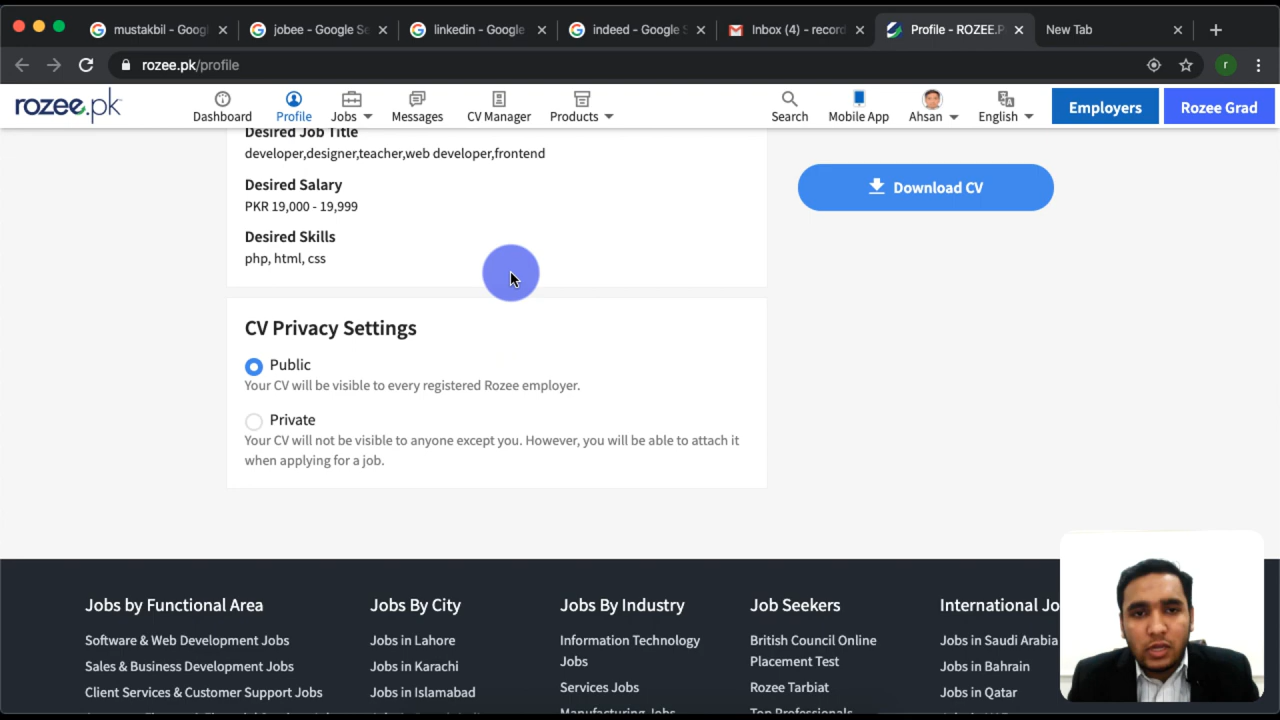 mustakbil - Googl
jobee - Google Se
linkedin - Google
indeed - Google S
Inbox (4) - record
Profile - ROZEE.P
New Tab
rozee.pk/profile
r
rozee.pk
Dashboard
Profile
Jobs
Messages
CV Manager
Products
Search
Mobile App
Ahsan
English
Employers
Rozee Grad
Desired Job Title
developer,designer,teacher,web developer,frontend
Desired Salary
PKR 19,000 - 19,999
Desired Skills
php, html, css
Download CV
CV Privacy Settings
Public
Your CV will be visible to every registered Rozee employer.
Private
Your CV will not be visible to anyone except you. However, you will be able to attach it
when applying for a job.
Jobs by Functional Area
Software & Web Development Jobs
Sales & Business Development Jobs
Client Services & Customer Support Jobs
Jobs By City
Jobs in Lahore
Jobs in Karachi
Jobs in Islamabad
Jobs By Industry
Information Technology
Jobs
Services Jobs
Manufacturing Jobs
Job Seekers
British Council Online
Placement Test
Rozee Tarbiat
Top Professionals
International Jo
Jobs in Saudi Arabia
Jobs in Bahrain
Jobs in Qatar